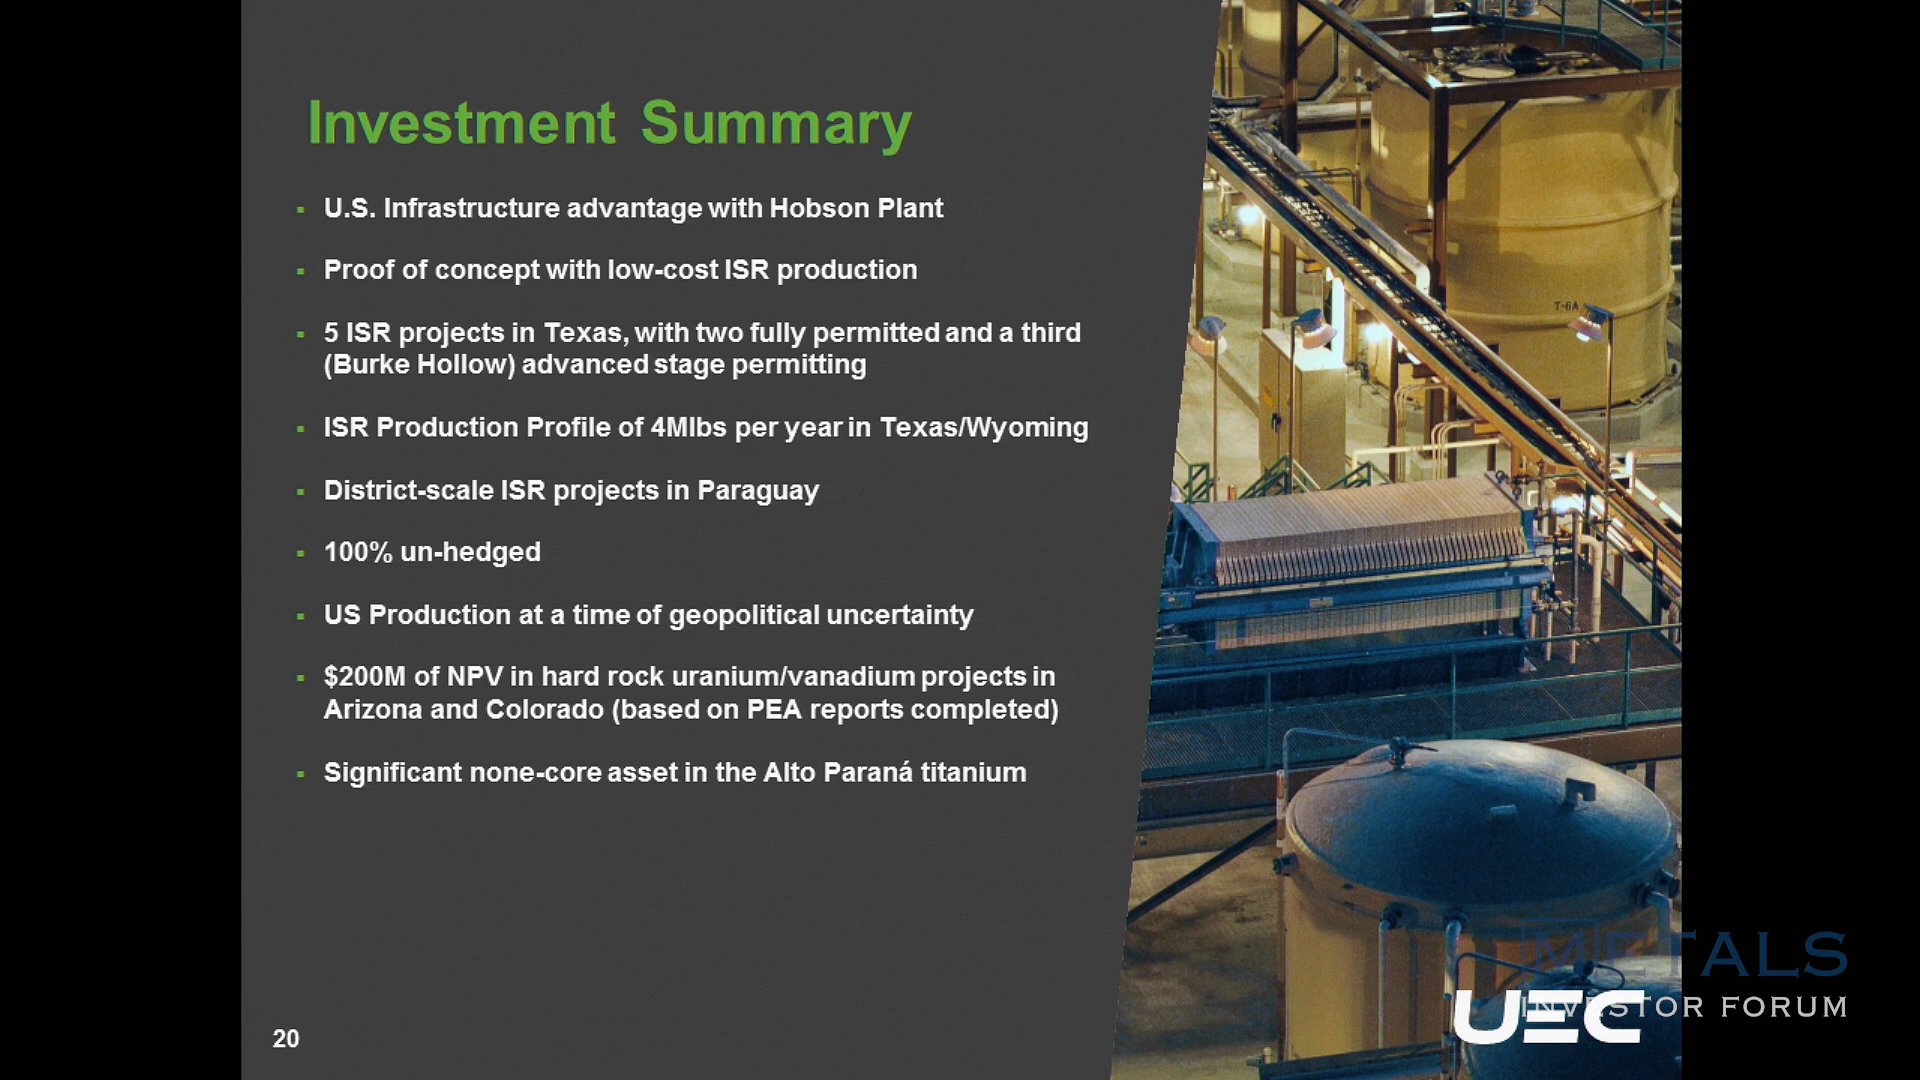 Investment Summary
▪ U.S. Infrastructure advantage with Hobson Plant
▪ Proof of concept with low-cost ISR production
▪ 5 ISR projects in Texas, with two fully permitted and a third
(Burke Hollow) advanced stage permitting
▪ ISR Production Profile of 4Mlbs per year in Texas/Wyoming
▪ District-scale ISR projects in Paraguay
▪ 100% un-hedged
▪ US Production at a time of geopolitical uncertainty
▪ $200M of NPV in hard rock uranium/vanadium projects in
Arizona and Colorado (based on PEA reports completed)
▪ Significant none-core asset in the Alto Paraná titanium
T-6A
METALS
INVESTOR FORUM
UEC
20